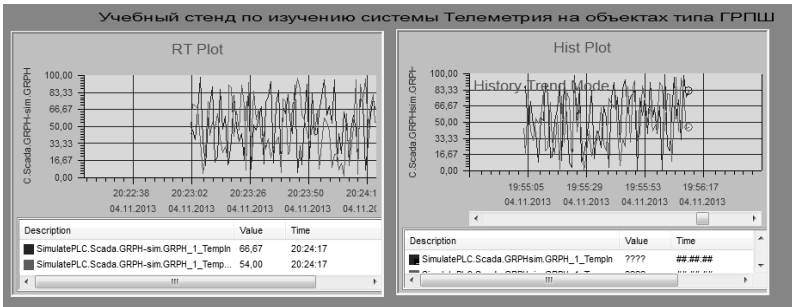 Учебный стенд по изучению системы Телеметрия на объектах типа ГРПШ
RT Plot
C.Scada.GRPH-sim.GRPH
100,00
83,33
66,67
50,00
33,33
16,67
0,00
20:22:38 20:23:02 20:23:26 20:23:50 20:24:1
04.11.2013 04.11.2013 04.11.2013 04.11.2013 04.11.20
Description Value Time
SimulatePLC.Scada.GRPH-sim.GRPH_1_TempIn 66,67 20:24:17
SimulatePLC.Scada.GRPH-sim.GRPH_1_Temp... 54,00 20:24:17
Hist Plot
C.Scada.GRPHsim.GRPH-
History Trend Mode
100,00
83,33
66,67
50,00
33,33
16,67
0,00
19:55:05 19:55:29 19:55:53 19:56:17
04.11.2013 04.11.2013 04.11.2013 04.11.2013
Description Value Time
SimulatePLC.Scada.GRPHsim.GRPH_1_TempIn ???? ##:##:##